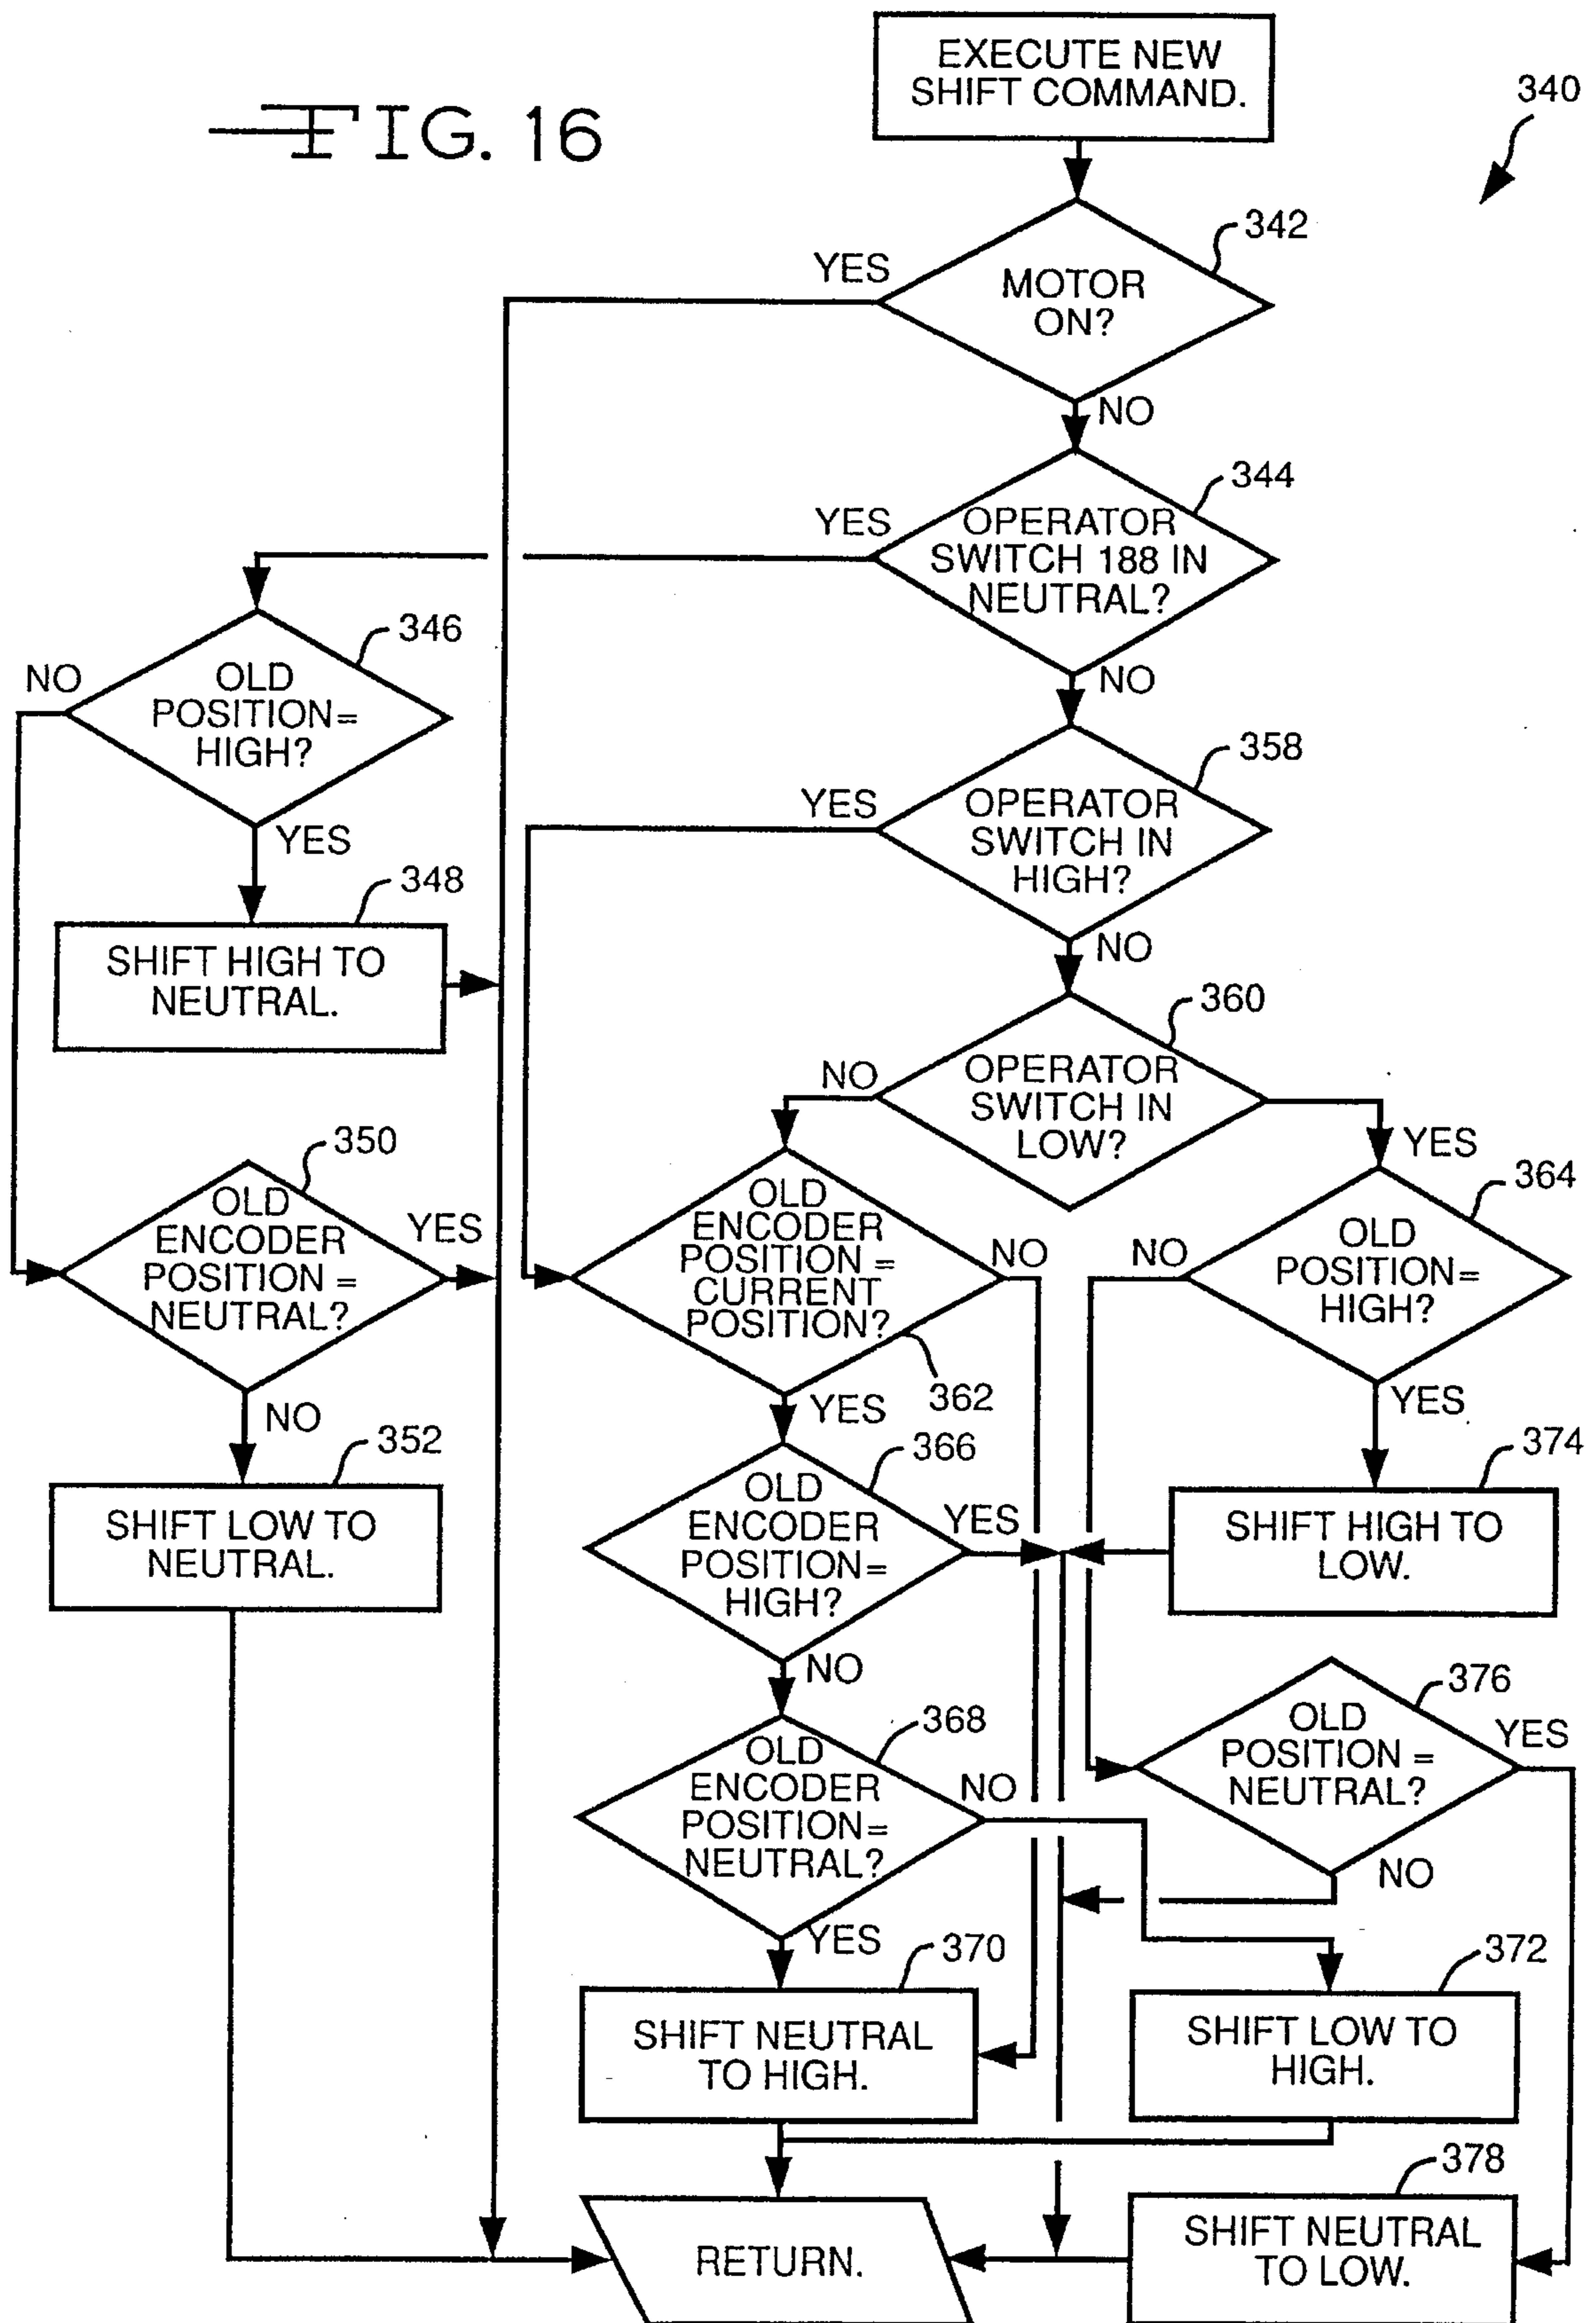 FIG. 16
EXECUTE NEW
SHIFT COMMAND.
340
342
YES
MOTOR
ON?
NO
344
YES
OPERATOR
SWITCH 188 IN
NEUTRAL?
NO
346
NO
OLD
POSITION=
HIGH?
YES
358
YES
OPERATOR
SWITCH IN
HIGH?
NO
348
SHIFT HIGH TO
NEUTRAL.
360
NO
OPERATOR
SWITCH IN
LOW?
YES
350
OLD
ENCODER
POSITION =
NEUTRAL?
YES
NO
OLD
ENCODER
POSITION =
CURRENT
POSITION?
NO
362
YES
364
NO
OLD
POSITION=
HIGH?
YES
352
SHIFT LOW TO
NEUTRAL.
366
OLD
ENCODER
POSITION=
HIGH?
YES
NO
374
SHIFT HIGH TO
LOW.
368
OLD
ENCODER
POSITION=
NEUTRAL?
NO
YES
376
OLD
POSITION =
NEUTRAL?
YES
NO
370
SHIFT NEUTRAL
TO HIGH.
372
SHIFT LOW TO
HIGH.
378
RETURN.
SHIFT NEUTRAL
TO LOW.